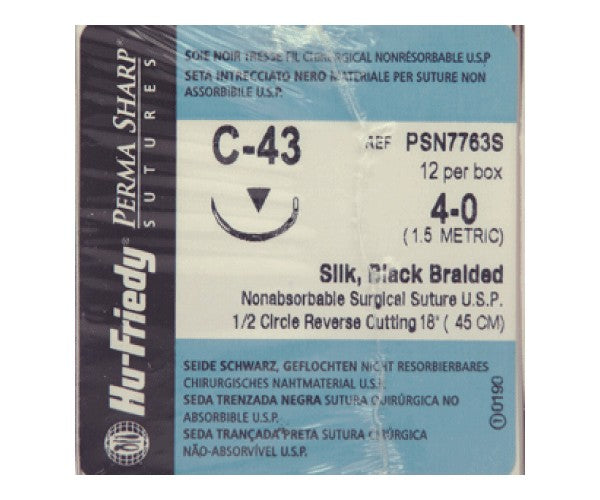 Hu-Friedy® PERMA SHARP®
SUTURES
SOIE NOIR TRESSE FIL CHIRURGICAL NONRÉSORBABLE U.S.P
SETA INTRECCIATO NERO MATERIALE PER SUTURE NON
ASSORBIBILE U.S.P.
C-43
REF PSN7763S
12 per box
4-0
(1.5 METRIC)
Silk, Black Braided
Nonabsorbable Surgical Suture U.S.P.
1/2 Circle Reverse Cutting 18" ( 45 CM)
SEIDE SCHWARZ, GEFLOCHTEN NICHT RESORBIERBARES
CHIRURGISCHES NAHTMATERIAL U.S.P.
SEDA TRENZADA NEGRA SUTURA QUIRÚRGICA NO
ABSORBIBLE U.S.P.
SEDA TRANÇADA PRETA SUTURA CIRÚRGICA
NÃO-ABSORVÍVEL U.S.P.
①0190